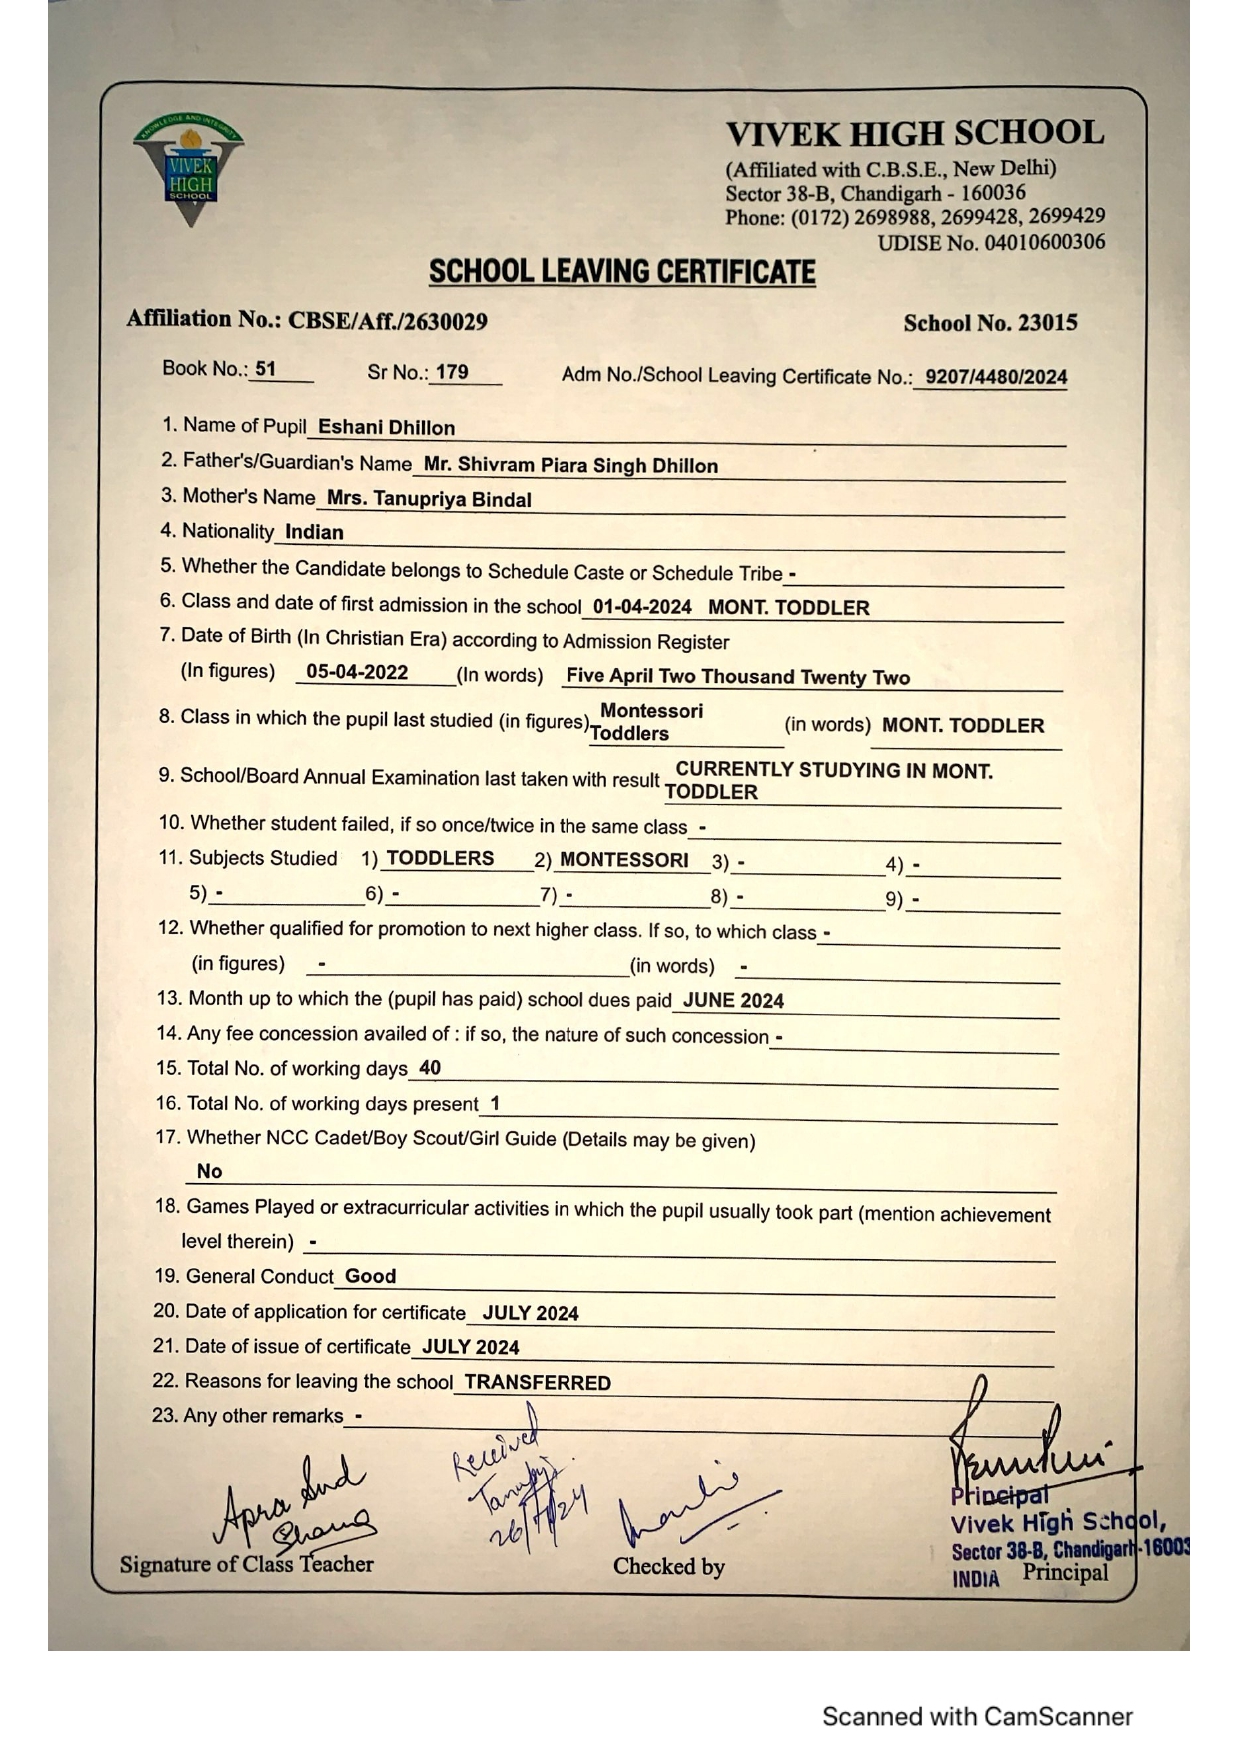 KNOWLEDGE AND INTEGRITY
VIVEK
HIGH
SCHOOL
VIVEK HIGH SCHOOL
(Affiliated with C.B.S.E., New Delhi)
Sector 38-B, Chandigarh - 160036
Phone: (0172) 2698988, 2699428, 2699429
UDISE No. 04010600306
SCHOOL LEAVING CERTIFICATE
Affiliation No.: CBSE/Aff./2630029 School No. 23015
Book No.: 51 Sr No.: 179 Adm No./School Leaving Certificate No.: 9207/4480/2024
1. Name of Pupil Eshani Dhillon
2. Father's/Guardian's Name Mr. Shivram Piara Singh Dhillon
3. Mother's Name Mrs. Tanupriya Bindal
4. Nationality Indian
5. Whether the Candidate belongs to Schedule Caste or Schedule Tribe -
6. Class and date of first admission in the school 01-04-2024 MONT. TODDLER
7. Date of Birth (In Christian Era) according to Admission Register
(In figures) 05-04-2022 (In words) Five April Two Thousand Twenty Two
8. Class in which the pupil last studied (in figures) Montessori Toddlers (in words) MONT. TODDLER
9. School/Board Annual Examination last taken with result CURRENTLY STUDYING IN MONT.
TODDLER
10. Whether student failed, if so once/twice in the same class -
11. Subjects Studied 1) TODDLERS 2) MONTESSORI 3) - 4) -
5) - 6) - 7) - 8) - 9) -
12. Whether qualified for promotion to next higher class. If so, to which class -
(in figures) - (in words) -
13. Month up to which the (pupil has paid) school dues paid JUNE 2024
14. Any fee concession availed of : if so, the nature of such concession -
15. Total No. of working days 40
16. Total No. of working days present 1
17. Whether NCC Cadet/Boy Scout/Girl Guide (Details may be given)
No
18. Games Played or extracurricular activities in which the pupil usually took part (mention achievement
level therein) -
19. General Conduct Good
20. Date of application for certificate JULY 2024
21. Date of issue of certificate JULY 2024
22. Reasons for leaving the school TRANSFERRED
23. Any other remarks -
Received
26/7/24
Apra Sud
Signature of Class Teacher
Checked by
Principal
Vivek High School,
Sector 38-B, Chandigarh-16003
INDIA
Principal
Scanned with CamScanner